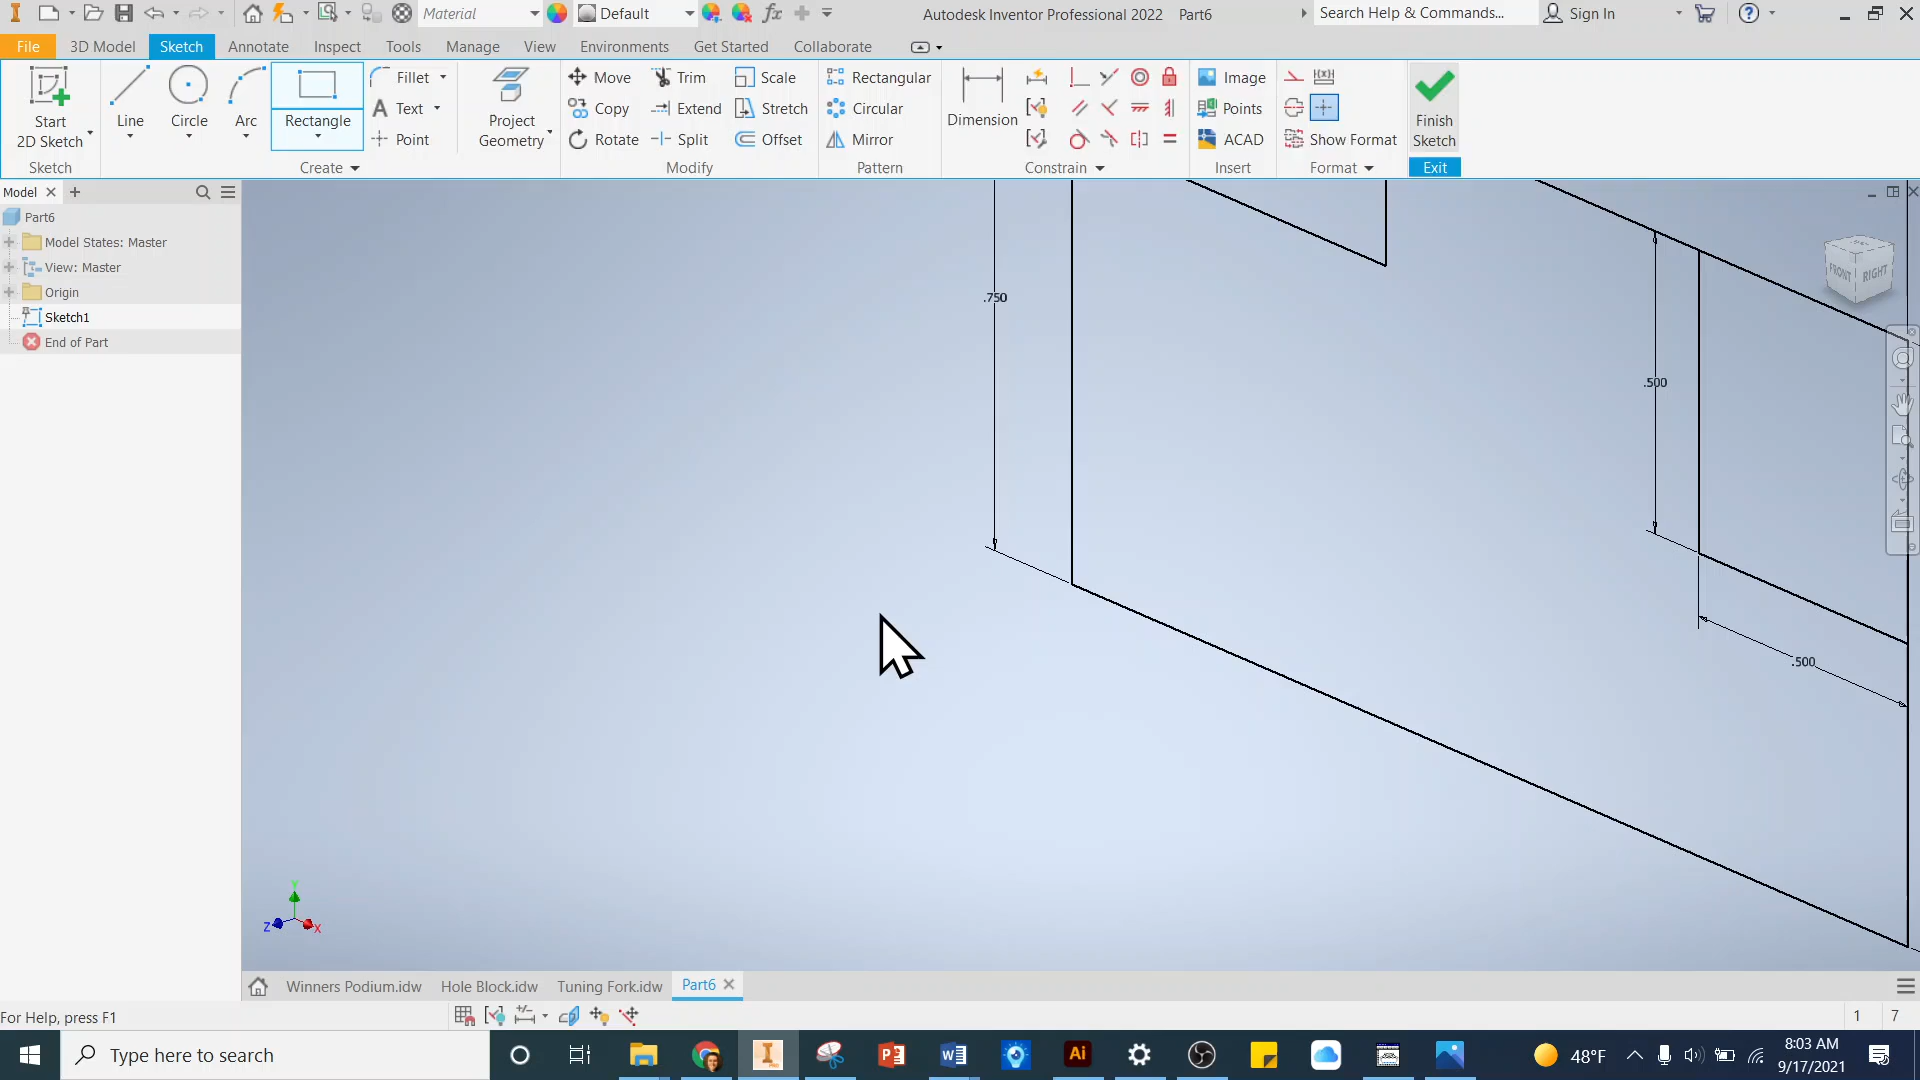 Material
Default
Autodesk Inventor Professional 2022 Part6
Search Help & Commands...
Sign In
File
3D Model
Sketch
Annotate
Inspect
Tools
Manage
View
Environments
Get Started
Collaborate
Start
2D Sketch
Line
Circle
Arc
Rectangle
Fillet
Text
Point
Project
Geometry
Move
Copy
Rotate
Trim
Extend
Split
Scale
Stretch
Offset
Rectangular
Circular
Mirror
Dimension
Image
Points
ACAD
Show Format
Finish
Sketch
Sketch
Create
Modify
Pattern
Constrain
Insert
Format
Exit
Model
Part6
Model States: Master
View: Master
Origin
Sketch1
End of Part
.750
.500
.500
FRONT
RIGHT
Y
Z
X
Winners Podium.idw
Hole Block.idw
Tuning Fork.idw
Part6
For Help, press F1
1
7
Type here to search
48°F
8:03 AM
9/17/2021